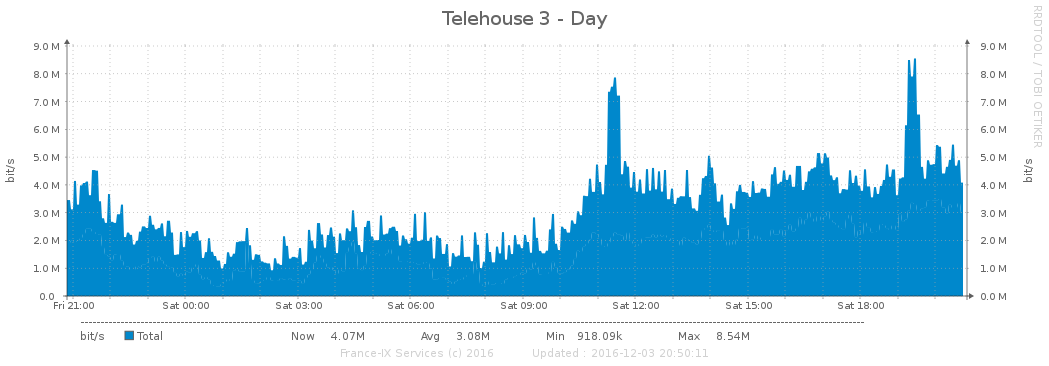 Telehouse 3 - Day
RRDTOOL / TOBI OETIKER
bit/s
bit/s
9.0 M 9.0 M
8.0 M 8.0 M
7.0 M 7.0 M
6.0 M 6.0 M
5.0 M 5.0 M
4.0 M 4.0 M
3.0 M 3.0 M
2.0 M 2.0 M
1.0 M 1.0 M
0.0 0.0 M
Fri 21:00 Sat 00:00 Sat 03:00 Sat 06:00 Sat 09:00 Sat 12:00 Sat 15:00 Sat 18:00
bit/s Total Now 4.07M Avg 3.08M Min 918.09k Max 8.54M
France-IX Services (c) 2016 Updated : 2016-12-03 20:50:11